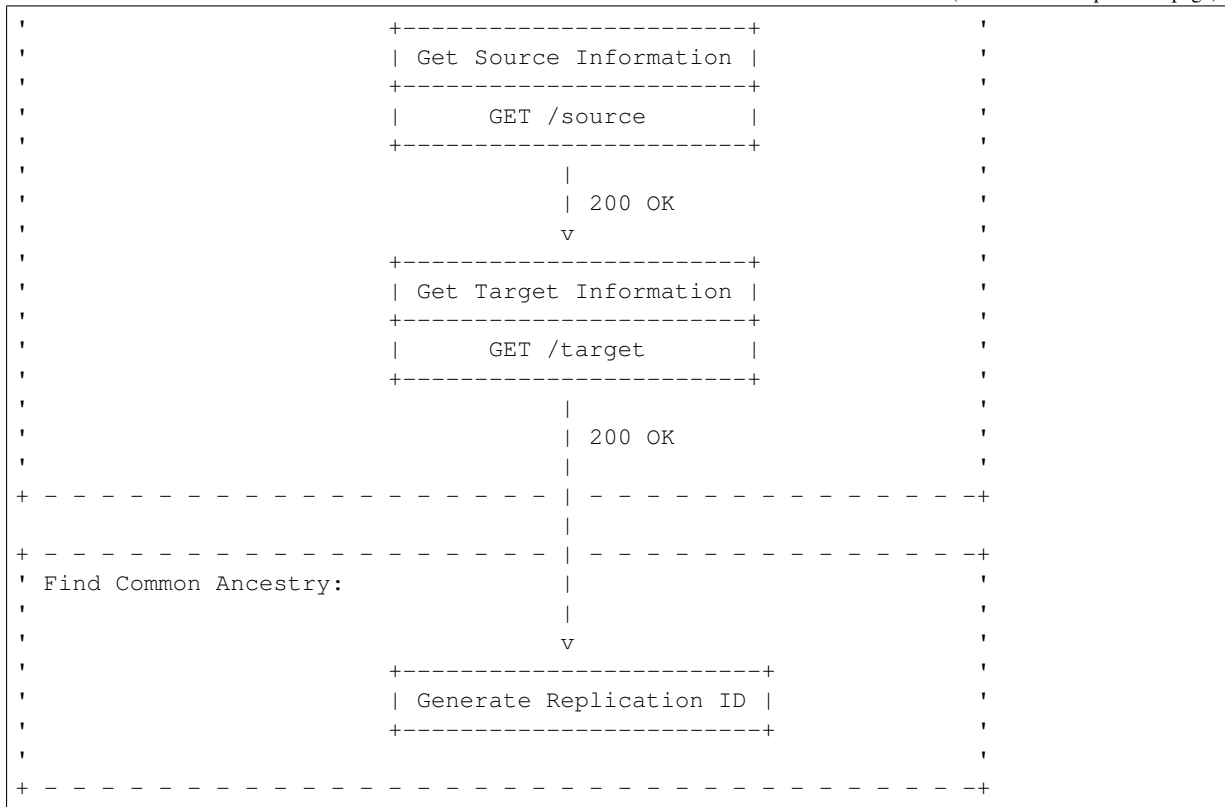 ' +------------------------+ '
' | Get Source Information | '
' +------------------------+ '
' | GET /source | '
' +------------------------+ '
' | '
' | 200 OK '
' v '
' +------------------------+ '
' | Get Target Information | '
' +------------------------+ '
' | GET /target | '
' +------------------------+ '
' | '
' | 200 OK '
' | '
+ - - - - - - - - - - - - - - - - - - | - - - - - - - - - - - - - -+
|
+ - - - - - - - - - - - - - - - - - - | - - - - - - - - - - - - - -+
' Find Common Ancestry: | '
' | '
' v '
' +-------------------------+ '
' | Generate Replication ID | '
' +-------------------------+ '
' '
+ - - - - - - - - - - - - - - - - - - - - - - - - - - - - - - - - -+